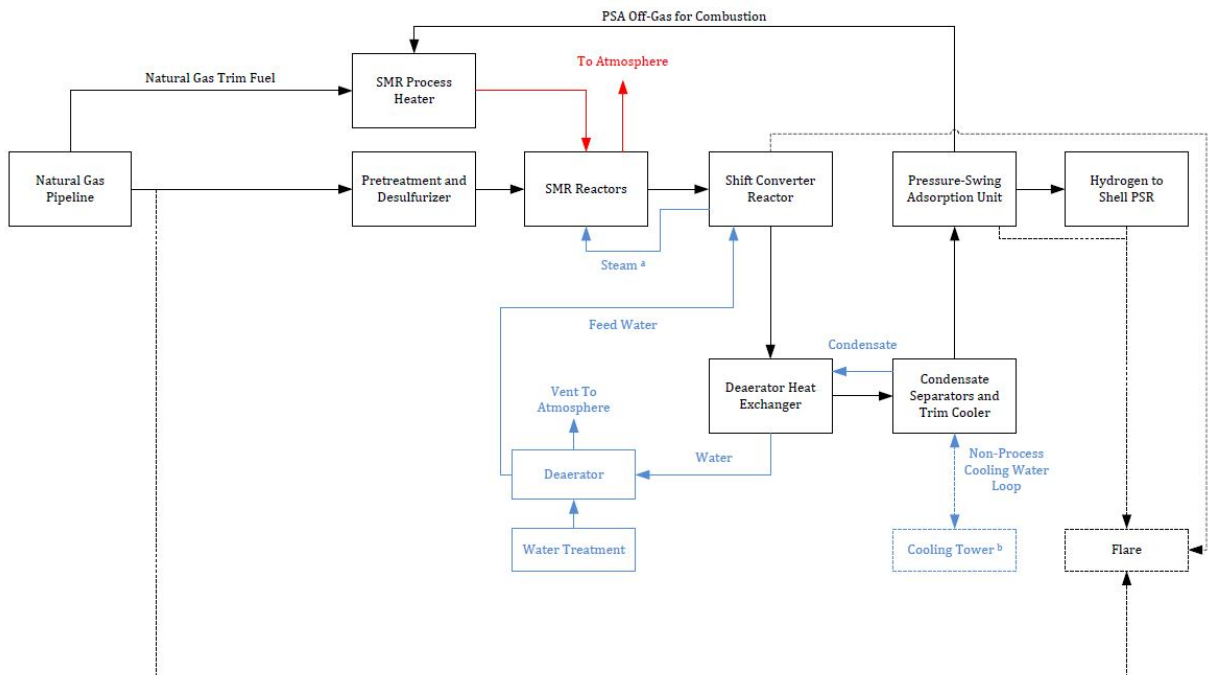 PSA Off-Gas for Combustion
Natural Gas Trim Fuel
SMR Process
Heater
To Atmosphere
Natural Gas
Pipeline
Pretreatment and
Desulfurizer
SMR Reactors
Shift Converter
Reactor
Pressure-Swing
Adsorption Unit
Hydrogen to
Shell PSR
Steam a
Feed Water
Condensate
Deaerator Heat
Exchanger
Condensate
Separators and
Trim Cooler
Vent To
Atmosphere
Water
Deaerator
Non-Process
Cooling Water
Loop
Water Treatment
Cooling Tower b
Flare